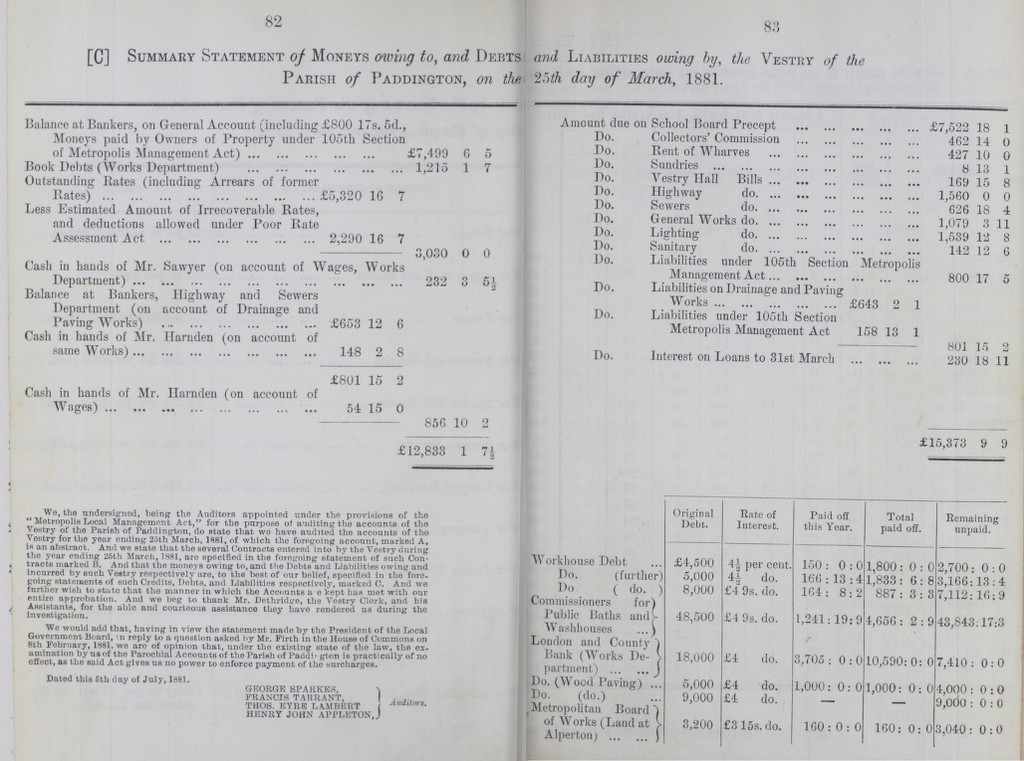 82
[C] SUMMARY STATEMENT of MONEYS owing to, and DEBTS
PARISH of PADDINGTON, on the
Balance at Bankers, on General Account (including £800 17s. 5d.,
Moneys paid by Owners of Property under 105th Section
of Metropolis Management Act) ... ... ... ... ... ... £7,499 6 5
Book Debts (Works Department) ... ... ... ... ... ... 1,215 1 7
Outstanding Rates (including Arrears of former
Rates) ... ... ... ... ... ... ... ... £5,320 16 7
Less Estimated Amount of Irrecoverable Rates,
and deductions allowed under Poor Rate
Assessment Act ... ... ... ... ... ... 2,290 16 7
3,030 0 0
Cash in hands of Mr. Sawyer (on account of Wages, Works
Department) ... ... ... ... ... ... ... ... ... ... 232 3 5½
Balance at Bankers, Highway and Sewers
Department (on account of Drainage and
Paving Works) ... ... ... ... ... ... £653 12 6
Cash in hands of Mr. Harnden (on account of
same Works) ... ... ... ... ... ... ... 148 2 8
£801 15 2
Cash in hands of Mr. Harnden (on account of
Wages) ... ... ... ... ... ... ... ... 54 15 0
856 10 2
£12,833 1 7½
We, the undersigned, being the Auditors appointed under the provisions of the
"Metropolis Local Management Act," for the purpose of auditing the accounts of the
Vestry of the Parish of Paddington, do state that we have audited the accounts of the
Vestry for the year ending 25th March, 1881, of which the foregoing account, marked A,
is an abstract. And we state that the several Contracts entered into by the Vestry during
the year ending 25th March, 1881, are specified in the foregoing statement of such Con-
tracts marked B. And that the moneys owing to, and the Debts and Liabilities owing and
incurred by such Vestry respectively are, to the best of our belief, specified in the fore-
going statements of such Credits, Debts, and Liabilities respectively, marked C. And we
further wish to state that the manner in which the Accounts a e kept has met with our
entire approbation. And we beg to thank Mr. Dethridge, the Vestry Clerk, and his
Assistants, for the able and courteous assistance they have rendered us during the
investigation.
We would add that, having in view the statement made by the President of the Local
Government Board, in reply to a question asked by Mr. Firth in the House of Commons on
8th February, 1881, we are of opinion that, under the existing state of the law, the ex-
amination by us of the Parochial Accounts of the Parish of Paddi gton is practically of no
effect, as the said Act gives us no power to enforce payment of the surcharges.
Dated this 5th day of July, 1881.
GEORGE SPARKES,
FRANCIS TARRANT,
THOS. EYRE LAMBERT
HENRY JOHN APPLETON,
Auditors.
83
and LIABILITIES owing by, the VESTRY of the
25th day of March, 1881.
Amount due on School Board Precept ... ... ... ... ... £7,522 18 1
Do. Collectors' Commission ... ... ... ... ... 462 14 0
Do. Rent of Wharves ... ... ... ... ... ... 427 10 0
Do. Sundries ... ... ... ... ... ... ... ... 8 13 1
Do. Vestry Hall Bills ... ... ... ... ... ... 169 15 8
Do. Highway do. ... ... ... ... ... ... 1,560 0 0
Do. Sewers do. ... ... ... ... ... ... 626 18 4
Do. General Works do. ... ... ... ... ... ... 1,079 3 11
Do. Lighting do. ... ... ... ... ... ... 1,539 12 8
Do. Sanitary do. ... ... ... ... ... ... 142 12 6
Do. Liabilities under 105th Section Metropolis
Management Act ... ... ... ... ... ... 800 17 5
Do. Liabilities on Drainage and Paving
Works ... ... ... ... ... ... £643 2 1
Do. Liabilities under 105th Section
Metropolis Management Act 158 13 1
801 15 2
Do. Interest on Loans to 31st March ... ... ... 230 18 11
£15,373 9 9
Original Debt. Rate of Interest. Paid off this Year. Total paid off. Remaining unpaid.
Workhouse Debt ... £4,500 4½ per cent. 150 : 0 : 0 1,800 : 0 : 0 2,700 : 0 : 0
Do. (further) 5,000 4½ do. 166 : 13 : 4 1,833 : 6 : 8 3,166 : 13 : 4
Do ( do. ) 8,000 £4 9s. do. 164 : 8 : 2 887 : 3 : 3 7,112 : 16 : 9
Commissioners for
Public Baths and
Washhouses ... 48,500 £4 9s. do. 1,241 : 19 : 9 4,656 : 2 : 9 43,843 : 17 : 3
London and County
Bank (Works De-
partment) ... ... 18,000 £4 do. 3,705 : 0 : 0 10,590 : 0 : 0 7,410 : 0 : 0
Do. (Wood Paving) ... 5,000 £4 do. 1,000 : 0 : 0 1,000 : 0 : 0 4,000 : 0 : 0
Do. (do.) ... 9,000 £4 do. — — 9,000 : 0 : 0
Metropolitan Board
of Works (Land at
Alperton) ... ... 3,200 £3 15s. do. 160 : 0 : 0 160 : 0 : 0 3,040 : 0 : 0